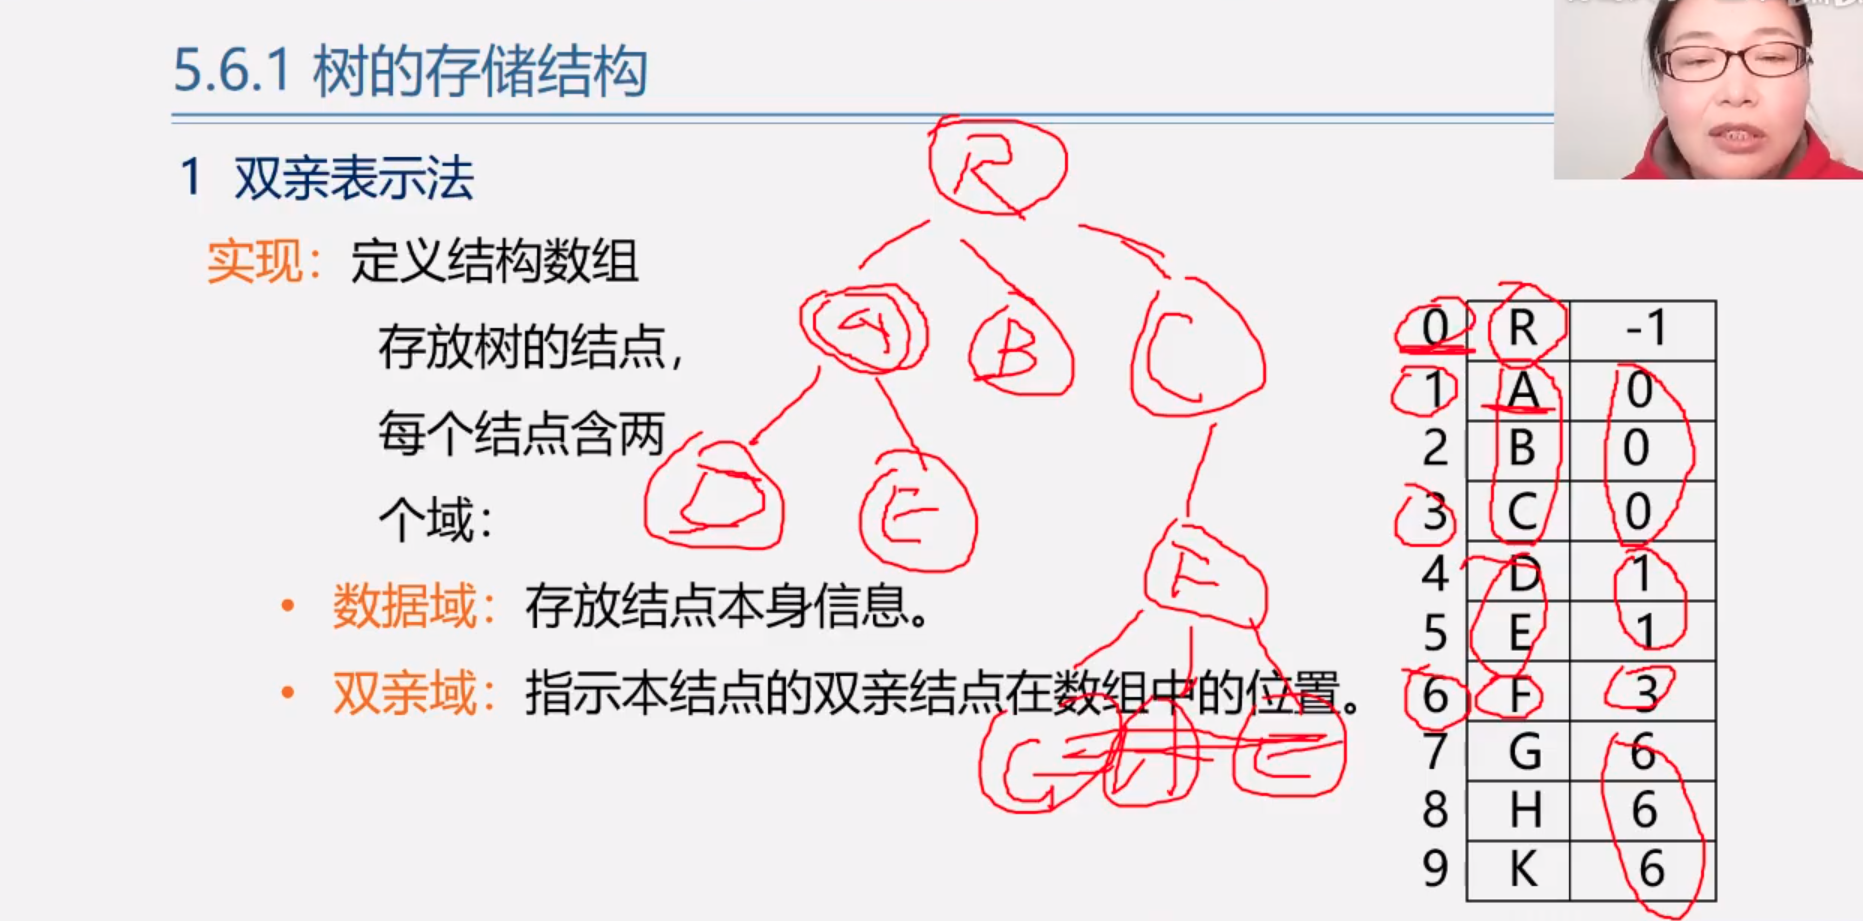 5.6.1 树的存储结构
1 双亲表示法
实现：定义结构数组
存放树的结点，
每个结点含两
个域：
• 数据域：存放结点本身信息。
• 双亲域：指示本结点的双亲结点在数组中的位置。
R
A B C
D E
F
G H
0 R -1
1 A 0
2 B 0
3 C 0
4 D 1
5 E 1
6 F 3
7 G 6
8 H 6
9 K 6